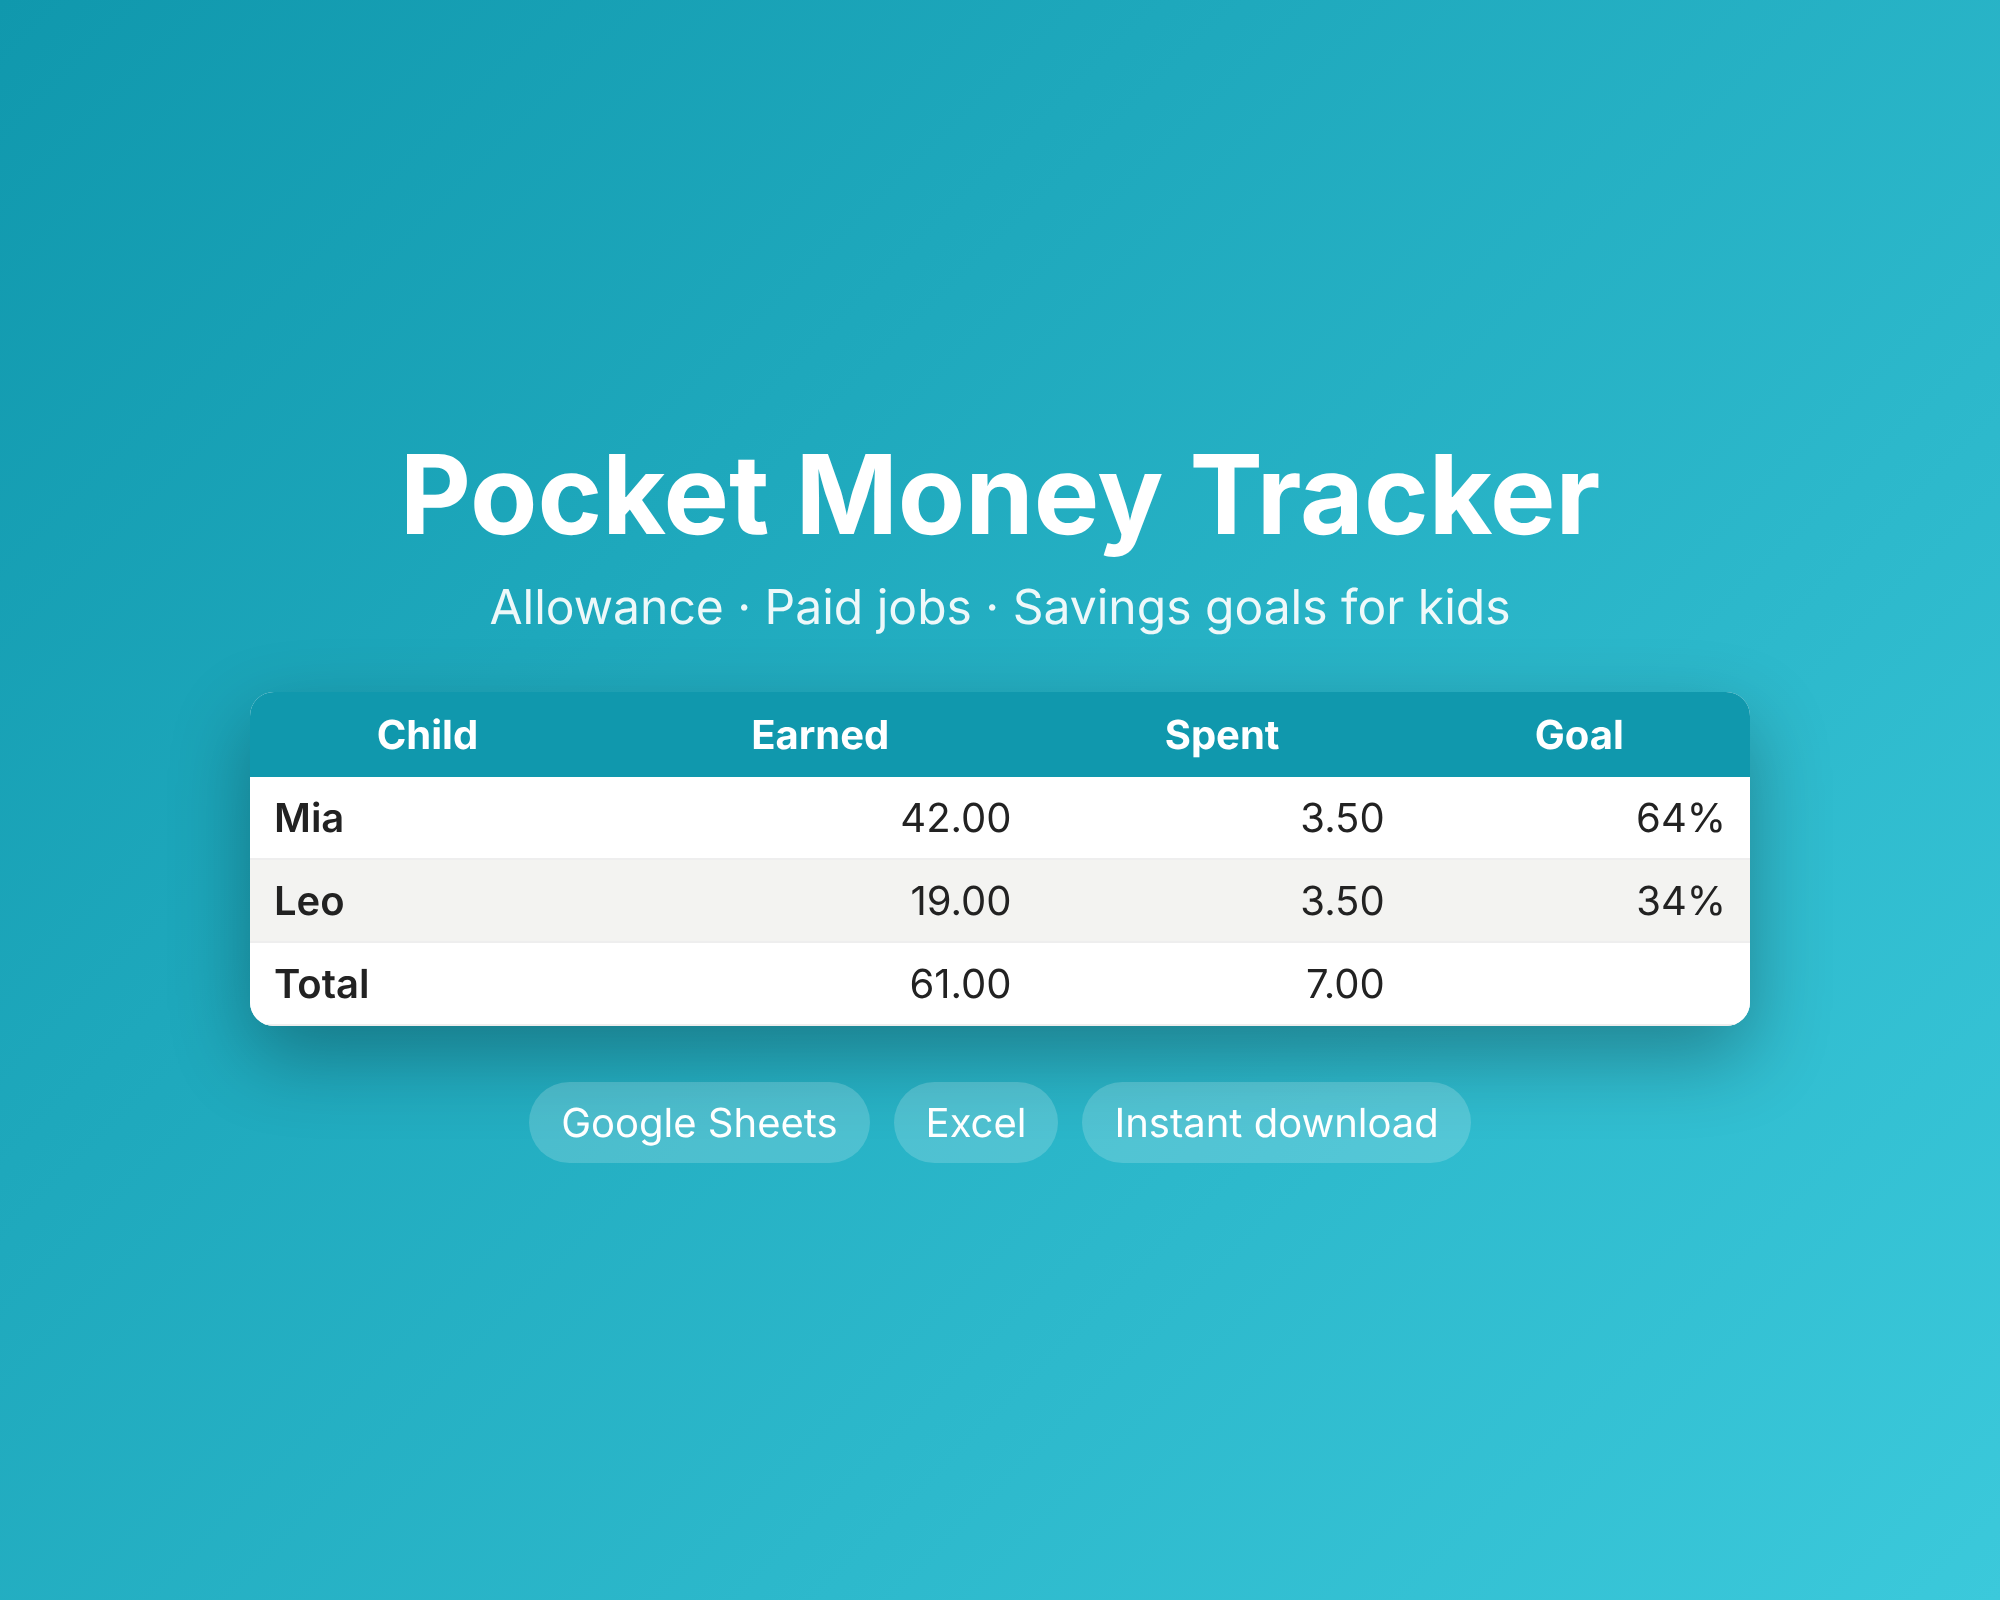 Pocket Money Tracker
Allowance · Paid jobs · Savings goals for kids
Child Earned Spent Goal
Mia 42.00 3.50 64%
Leo 19.00 3.50 34%
Total 61.00 7.00
Google Sheets Excel Instant download